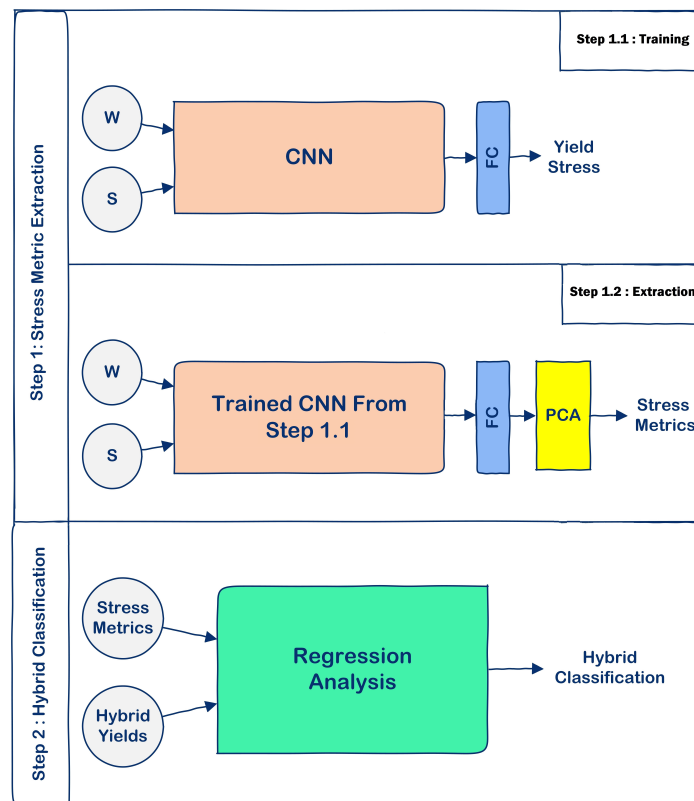 Step 1: Stress Metric Extraction
Step 1.1 : Training
W
S
CNN
FC
Yield
Stress
Step 1.2 : Extraction
W
S
Trained CNN From
Step 1.1
FC
PCA
Stress
Metrics
Step 2 : Hybrid Classification
Stress
Metrics
Hybrid
Yields
Regression
Analysis
Hybrid
Classification